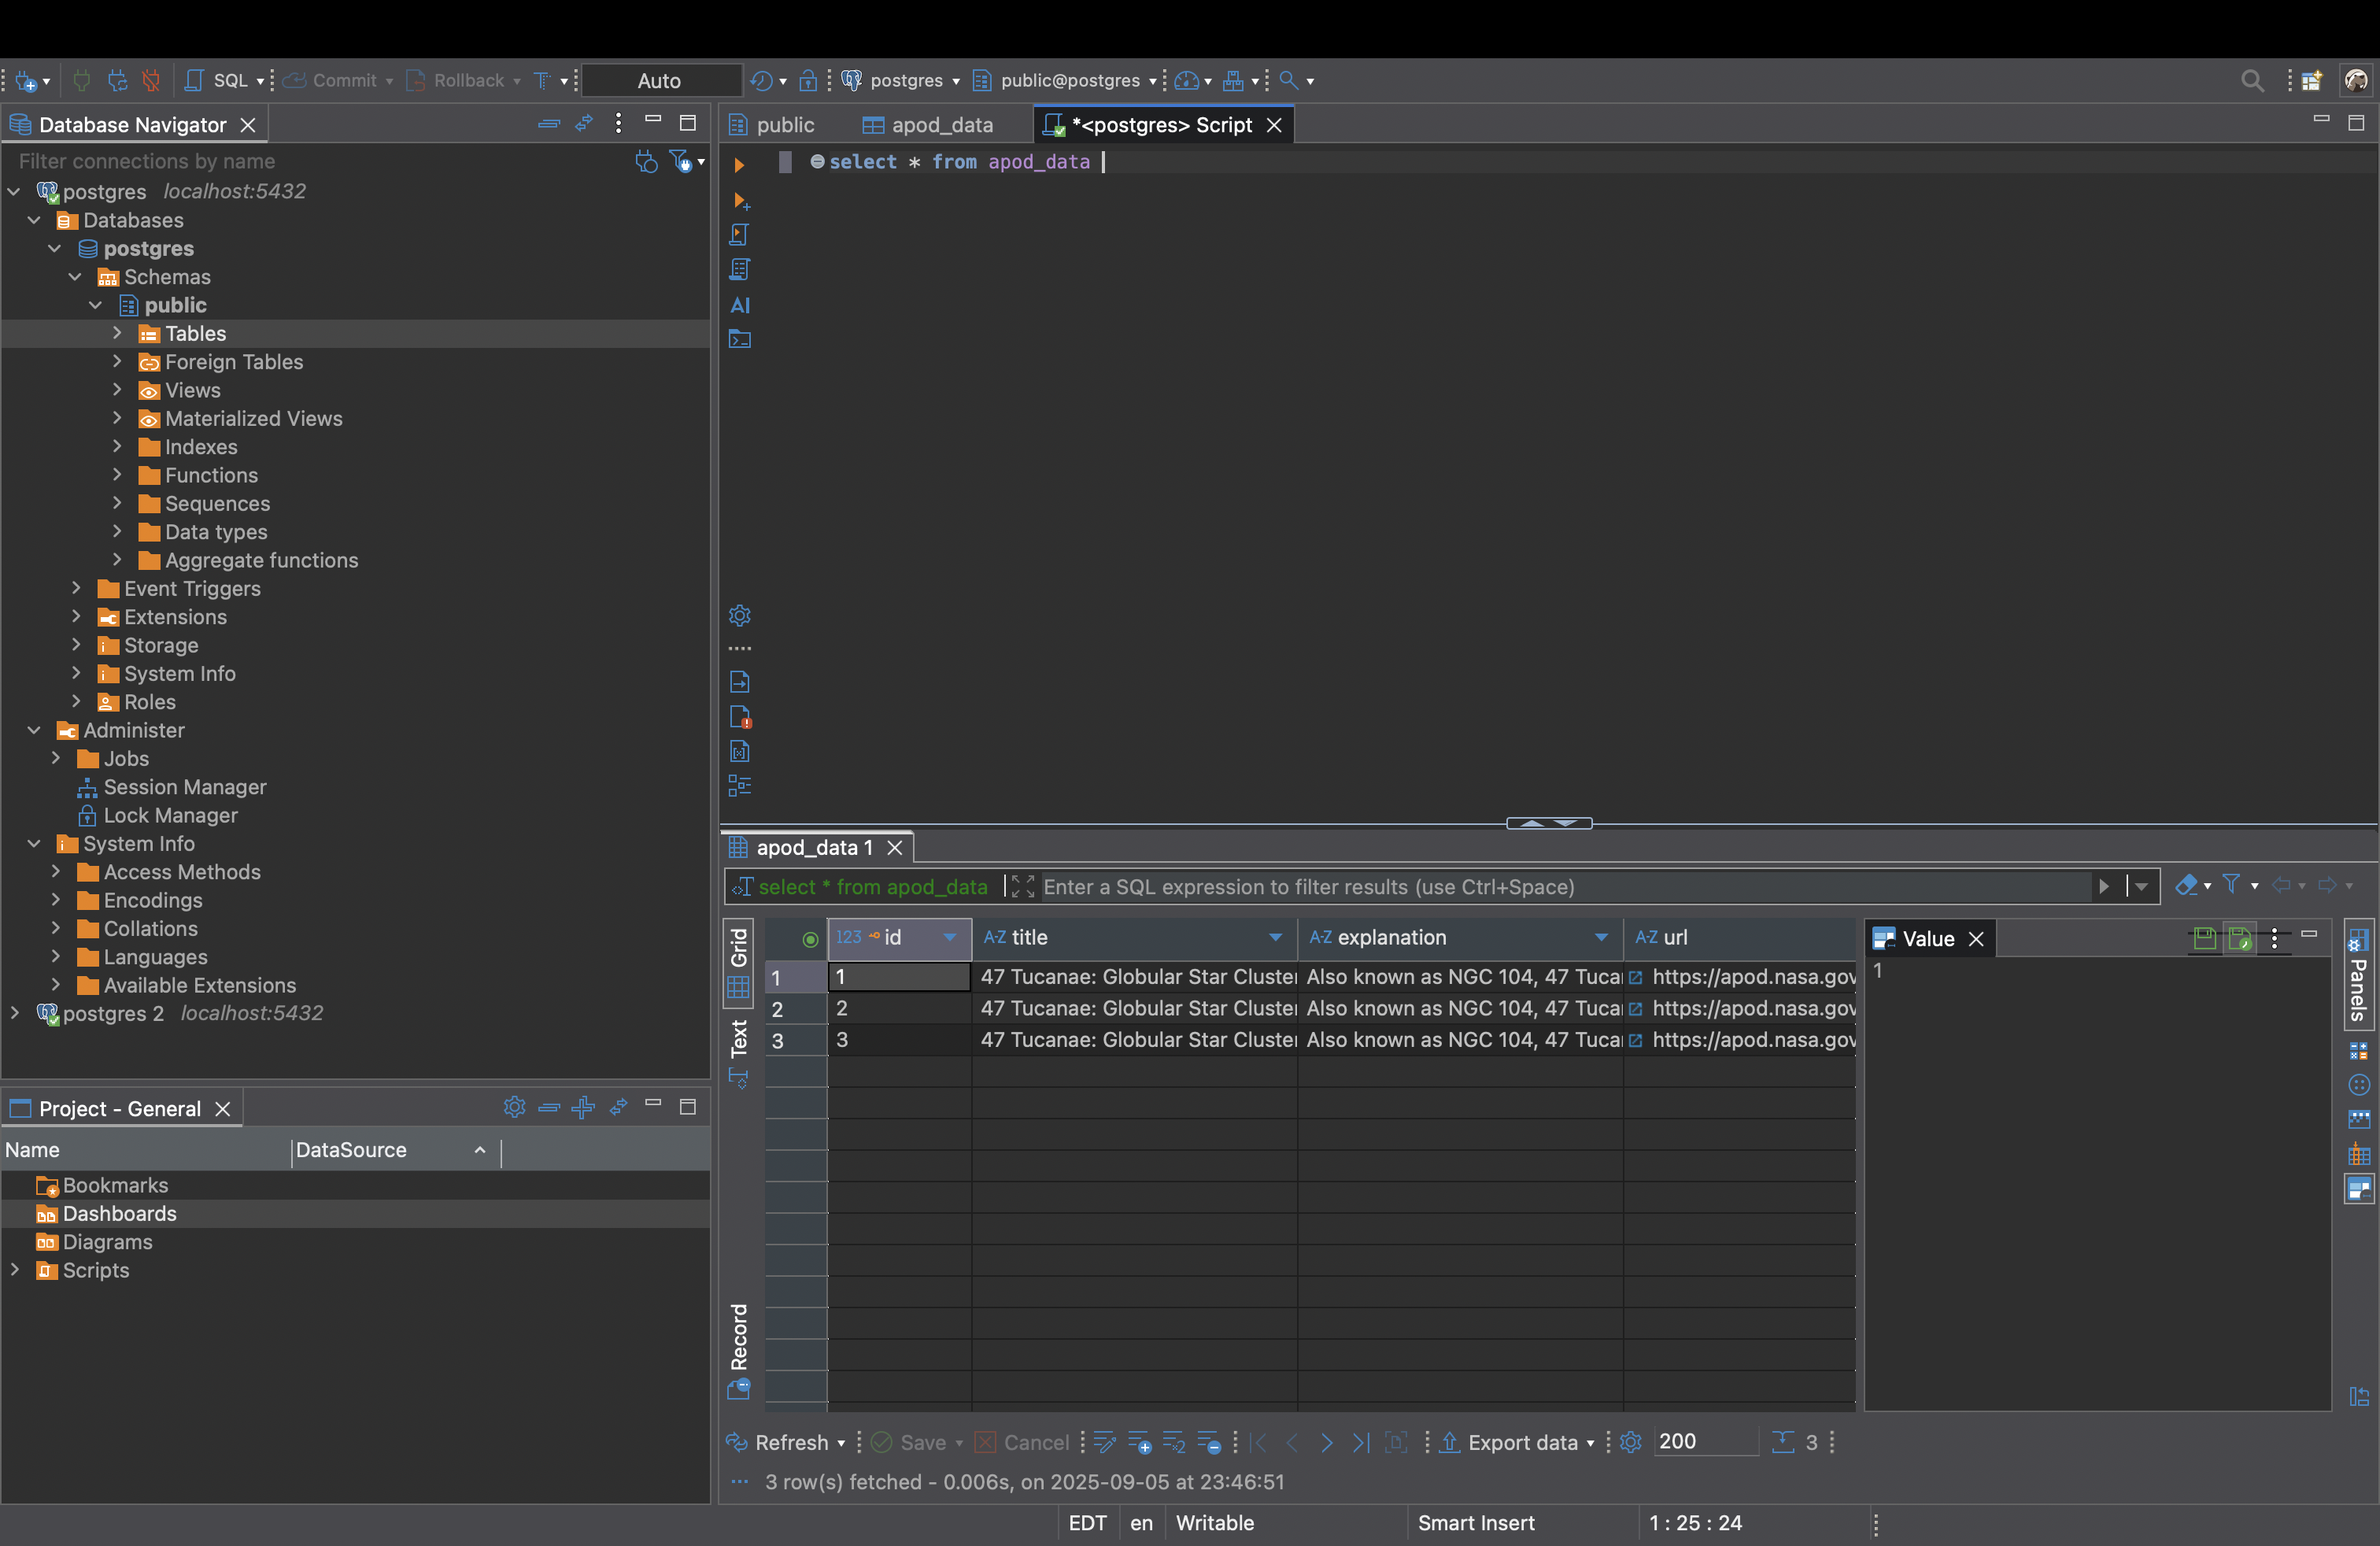 SQL Commit Rollback Auto postgres public@postgres
Database Navigator
Filter connections by name
postgres localhost:5432
Databases
postgres
Schemas
public
Tables
Foreign Tables
Views
Materialized Views
Indexes
Functions
Sequences
Data types
Aggregate functions
Event Triggers
Extensions
Storage
System Info
Roles
Administer
Jobs
Session Manager
Lock Manager
System Info
Access Methods
Encodings
Collations
Languages
Available Extensions
postgres 2 localhost:5432
Project - General
Name DataSource
Bookmarks
Dashboards
Diagrams
Scripts
public apod_data *<postgres> Script
select * from apod_data
AI
apod_data 1
select * from apod_data Enter a SQL expression to filter results (use Ctrl+Space)
Grid
Text
Record
123 id A-Z title A-Z explanation A-Z url
1 1 47 Tucanae: Globular Star Cluster Also known as NGC 104, 47 Tucai https://apod.nasa.gov
2 2 47 Tucanae: Globular Star Cluster Also known as NGC 104, 47 Tucai https://apod.nasa.gov
3 3 47 Tucanae: Globular Star Cluster Also known as NGC 104, 47 Tucai https://apod.nasa.gov
Value
1
Panels
Refresh Save Cancel Export data 200 3
3 row(s) fetched - 0.006s, on 2025-09-05 at 23:46:51
EDT en Writable Smart Insert 1 : 25 : 24